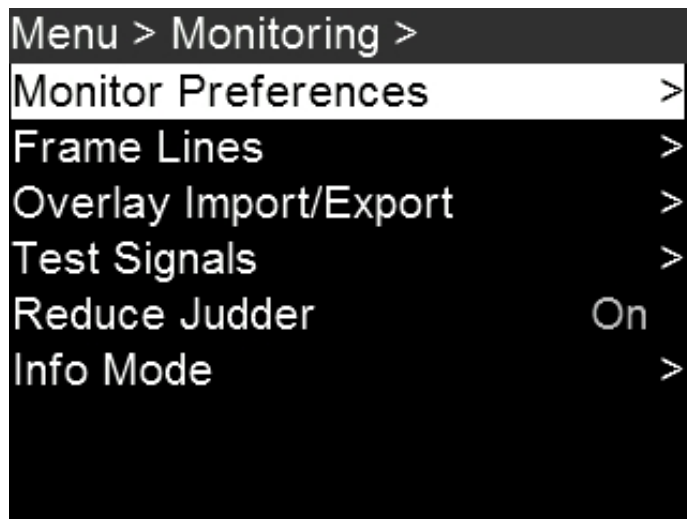 Menu > Monitoring >
Monitor Preferences >
Frame Lines >
Overlay Import/Export >
Test Signals >
Reduce Judder On
Info Mode >